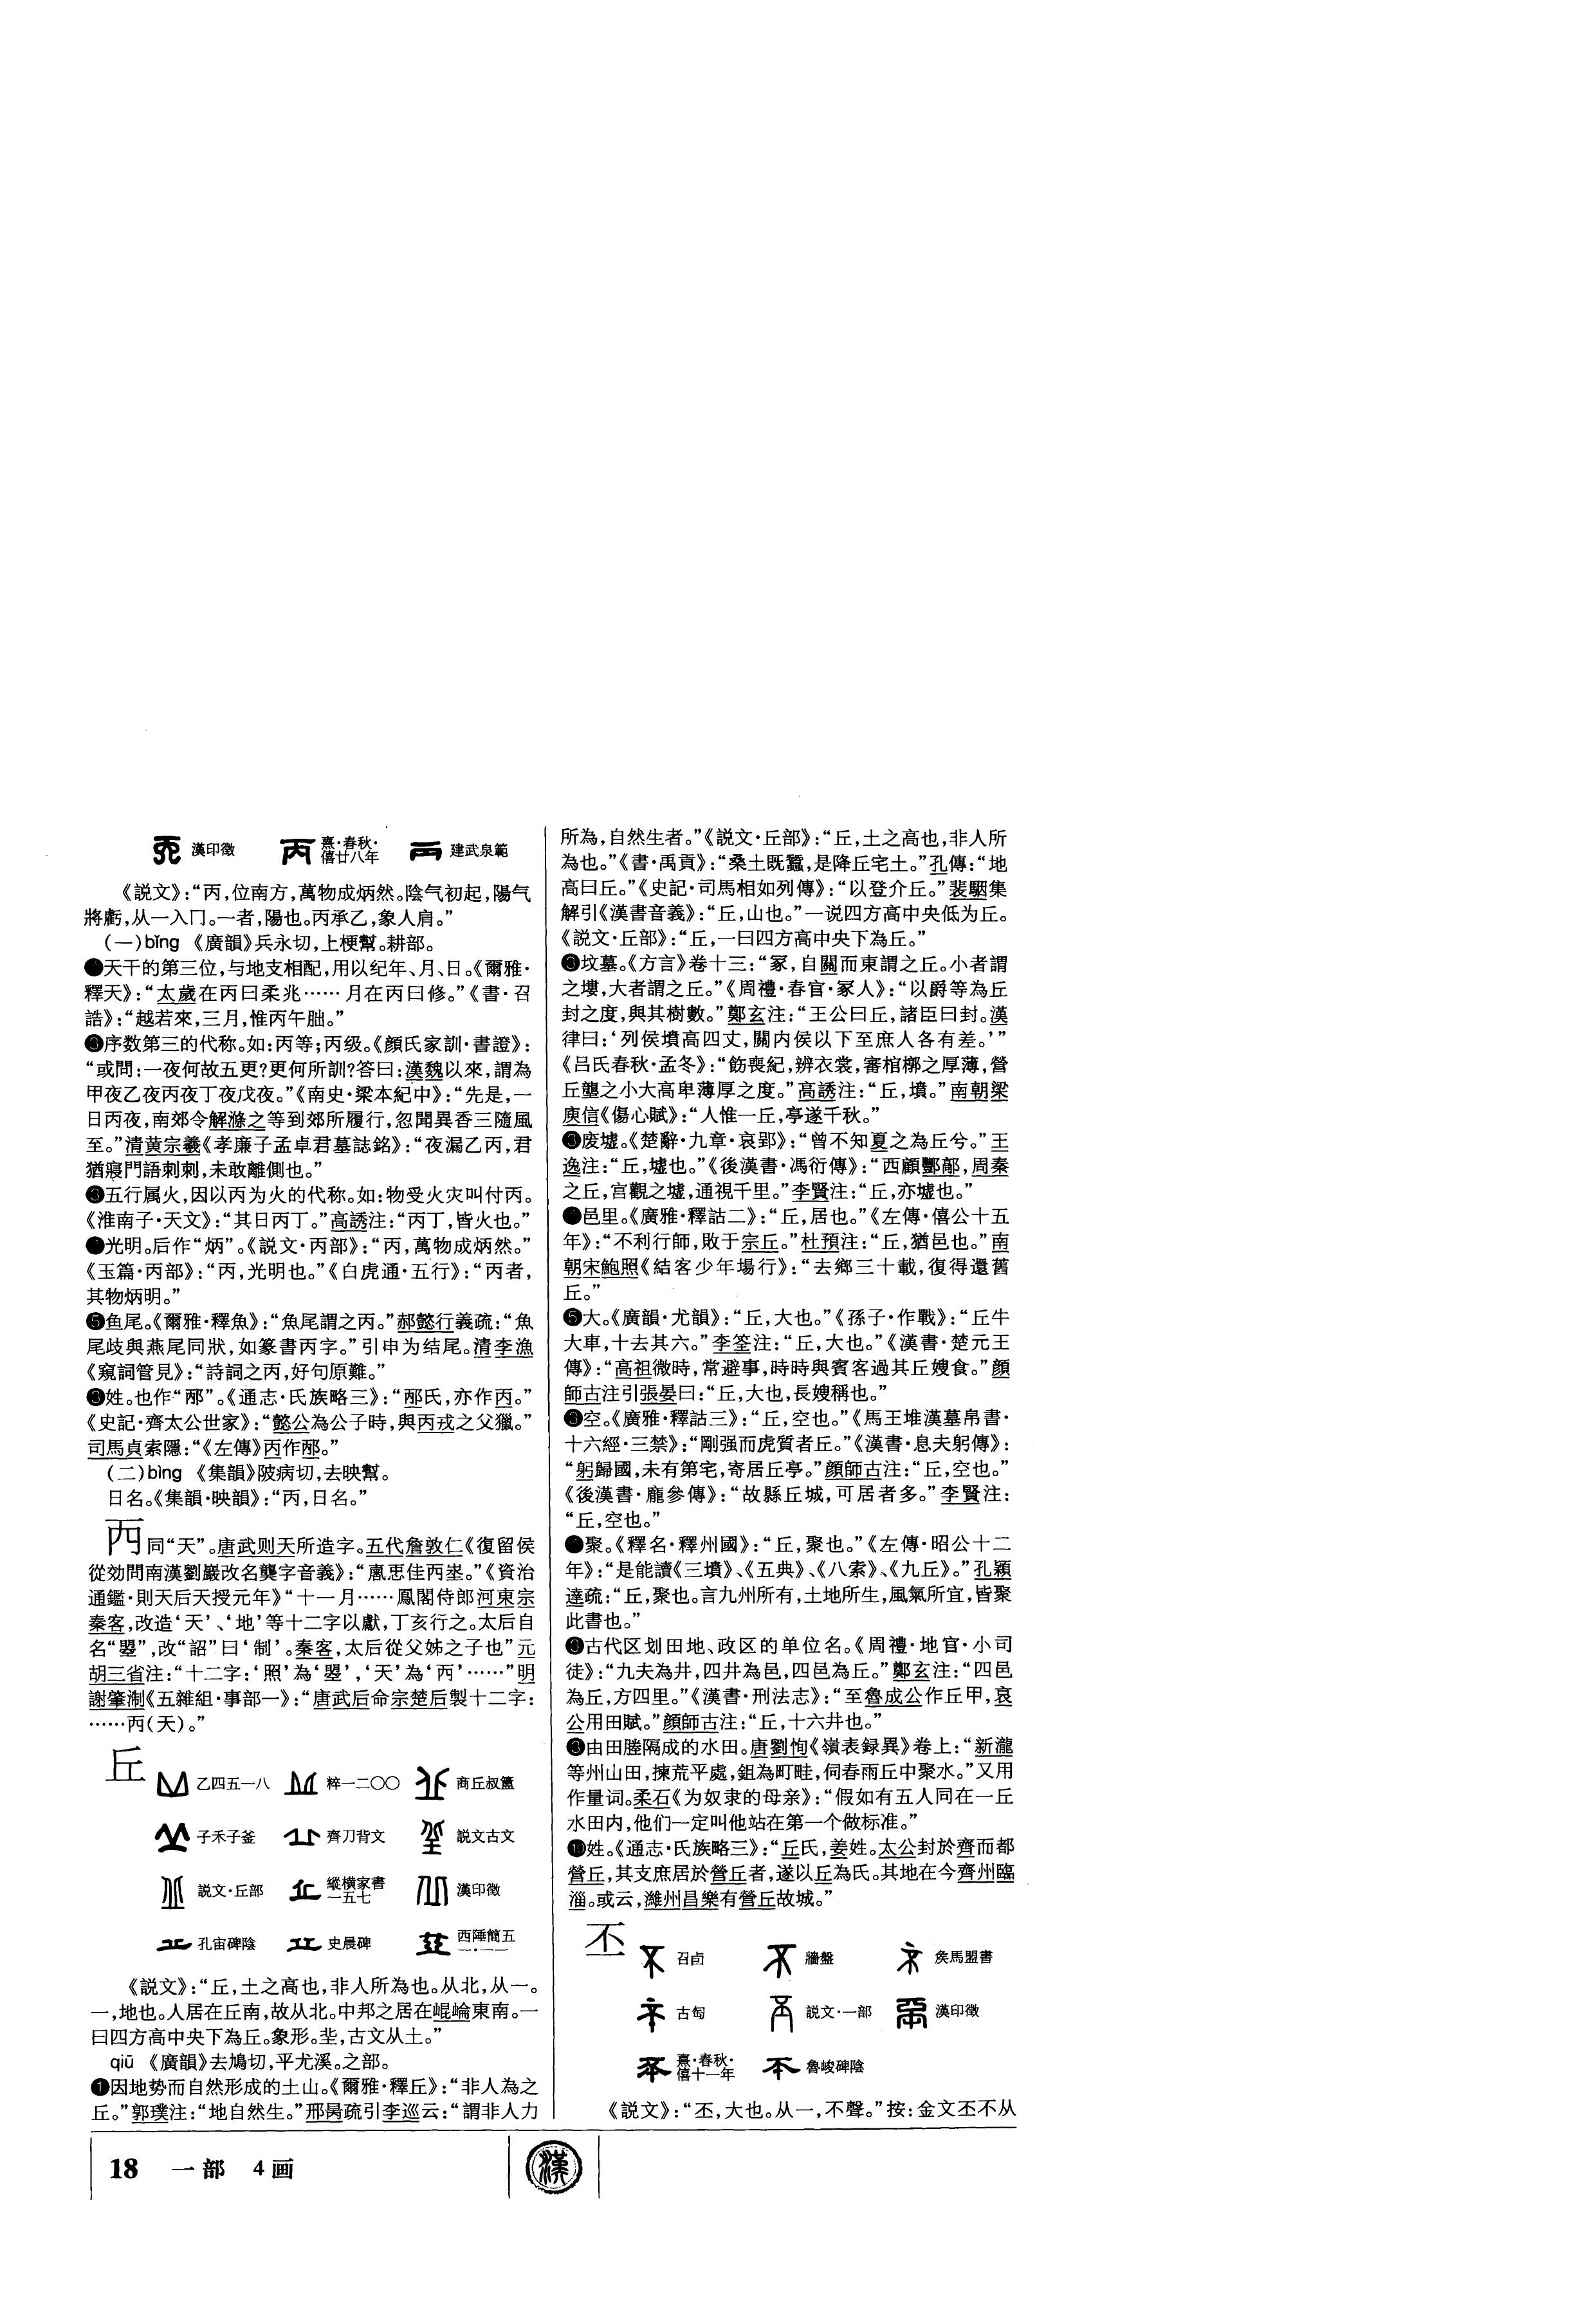 漢印徵 熹·春秋·僖廿八年 建武泉範
《説文》：“丙，位南方，萬物成炳然。陰气初起，陽气
將虧，从一入冂。一者，陽也。丙承乙，象人肩。”
（一）bǐng 《廣韻》兵永切，上梗幫。耕部。
天干的第三位，与地支相配，用以纪年、月、日。《爾雅·
釋天》：“太歲在丙曰柔兆……月在丙曰修。”《書·召
誥》：“越若來，三月，惟丙午朏。”
序数第三的代称。如：丙等；丙级。《顔氏家訓·書證》：
“或問：一夜何故五更？更何所訓？答曰：漢魏以來，謂為
甲夜乙夜丙夜丁夜戊夜。”《南史·梁本紀中》：“先是，一
日丙夜，南郊令解滌之等到郊所履行，忽聞異香三隨風
至。”清黄宗羲《孝廉子孟卓君墓誌銘》：“夜漏乙丙，君
猶寢門語刺刺，未敢離側也。”
❸五行属火，因以丙为火的代称。如：物受火灾叫付丙。
《淮南子·天文》：“其日丙丁。”高誘注：“丙丁，皆火也。”
光明。后作“炳”。《説文·丙部》：“丙，萬物成炳然。”
《玉篇·丙部》：“丙，光明也。”《白虎通·五行》：“丙者，
其物炳明。”
❺鱼尾。《爾雅·釋魚》：“魚尾謂之丙。”郝懿行義疏：“魚
尾歧與燕尾同狀，如篆書丙字。”引申为结尾。清李漁
《窺詞管見》：“詩詞之丙，好句原難。”
姓。也作“邴”。《通志·氏族略三》：“邴氏，亦作丙。”
《史記·齊太公世家》：“懿公為公子時，與丙戎之父獵。”
司馬貞索隱：“《左傳》丙作邴。”
（二）bìng 《集韻》陂病切，去映幫。
日名。《集韻·映韻》：“丙，日名。”
同“天”。唐武则天所造字。五代詹敦仁《復留侯
從効問南漢劉巖改名龑字音義》：“𢊍恖佳丙埊。”《資治
通鑑·則天后天授元年》“十一月……鳳閣侍郎河東宗
秦客，改造‘天’、‘地’等十二字以獻，丁亥行之。太后自
名“曌”，改“詔”曰‘制’。秦客，太后從父姊之子也”元
胡三省注：“十二字：‘照’為‘曌’，‘天’為‘丙’……”明
謝肇淛《五雜組·事部一》：“唐武后命宗楚后製十二字：
……丙（天）。”
丘 乙四五一八 粹一二〇〇 商丘叔簠
子禾子釜 齊刀背文 説文古文
説文·丘部 縱横家書一五七 漢印徵
孔宙碑陰 史晨碑 西陲簡五一·一一
《説文》：“丘，土之高也，非人所為也。从北，从一。
一，地也。人居在丘南，故从北。中邦之居在崐崘東南。一
曰四方高中央下為丘。象形。坓，古文从土。”
qiū 《廣韻》去鳩切，平尤溪。之部。
❶因地势而自然形成的土山。《爾雅·釋丘》：“非人為之
丘。”郭璞注：“地自然生。”邢昺疏引李巡云：“謂非人力
所為，自然生者。”《説文·丘部》：“丘，土之高也，非人所
為也。”《書·禹貢》：“桑土既蠶，是降丘宅土。”孔傳：“地
高曰丘。”《史記·司馬相如列傳》：“以登介丘。”裴駰集
解引《漢書音義》：“丘，山也。”一说四方高中央低为丘。
《説文·丘部》：“丘，一曰四方高中央下為丘。”
坟墓。《方言》卷十三：“冢，自關而東謂之丘。小者謂
之塿，大者謂之丘。”《周禮·春官·冢人》：“以爵等為丘
封之度，與其樹數。”鄭玄注：“王公曰丘，諸臣曰封。漢
律曰：‘列侯墳高四丈，關内侯以下至庶人各有差。’”
《吕氏春秋·孟冬》：“飭喪紀，辨衣裳，審棺槨之厚薄，營
丘壟之小大高卑薄厚之度。”高誘注：“丘，墳。”南朝梁
庾信《傷心賦》：“人惟一丘，亭遂千秋。”
❸废墟。《楚辭·九章·哀郢》：“曾不知夏之為丘兮。”王
逸注：“丘，墟也。”《後漢書·馮衍傳》：“西顧酆鄗，周秦
之丘，宫觀之墟，通視千里。”李賢注：“丘，亦墟也。”
邑里。《廣雅·釋詁二》：“丘，居也。”《左傳·僖公十五
年》：“不利行師，敗于宗丘。”杜預注：“丘，猶邑也。”南
朝宋鮑照《結客少年場行》：“去鄉三十載，復得還舊
丘。”
❺大。《廣韻·尤韻》：“丘，大也。”《孫子·作戰》：“丘牛
大車，十去其六。”李筌注：“丘，大也。”《漢書·楚元王
傳》：“高祖微時，常避事，時時與賓客過其丘嫂食。”顔
師古注引張晏曰：“丘，大也，長嫂稱也。”
空。《廣雅·釋詁三》：“丘，空也。”《馬王堆漢墓帛書·
十六經·三禁》：“剛强而虎質者丘。”《漢書·息夫躬傳》：
“躬歸國，未有第宅，寄居丘亭。”顔師古注：“丘，空也。”
《後漢書·龐參傳》：“故縣丘城，可居者多。”李賢注：
“丘，空也。”
聚。《釋名·釋州國》：“丘，聚也。”《左傳·昭公十二
年》：“是能讀《三墳》、《五典》、《八索》、《九丘》。”孔穎
達疏：“丘，聚也。言九州所有，土地所生，風氣所宜，皆聚
此書也。”
古代区划田地、政区的单位名。《周禮·地官·小司
徒》：“九夫為井，四井為邑，四邑為丘。”鄭玄注：“四邑
為丘，方四里。”《漢書·刑法志》：“至魯成公作丘甲，哀
公用田賦。”顔師古注：“丘，十六井也。”
由田塍隔成的水田。唐劉恂《嶺表録異》卷上：“新瀧
等州山田，揀荒平處，鉏為町畦，伺春雨丘中聚水。”又用
作量词。柔石《为奴隶的母亲》：“假如有五人同在一丘
水田内，他们一定叫他站在第一个做标准。”
❿姓。《通志·氏族略三》：“丘氏，姜姓。太公封於齊而都
營丘，其支庶居於營丘者，遂以丘為氏。其地在今齊州臨
淄。或云，濰州昌樂有營丘故城。”
丕 召卣 牆盤 矦馬盟書
古匋 説文·一部 漢印徵
熹·春秋·僖十一年 魯峻碑陰
《説文》：“丕，大也。从一，不聲。”按：金文丕不从
18 一部 4画
漢